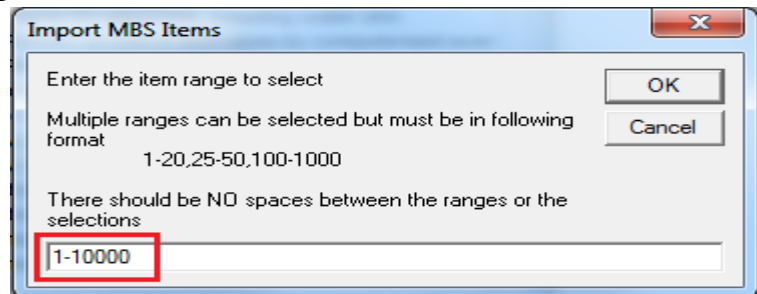 Import MBS Items
Enter the item range to select
OK
Multiple ranges can be selected but must be in following
format
Cancel
1-20,25-50,100-1000
There should be NO spaces between the ranges or the
selections
1-10000